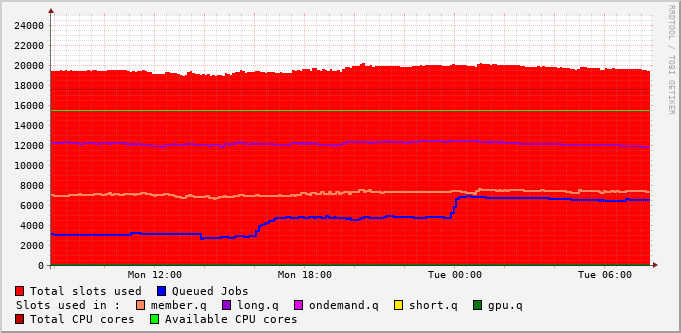 RRDTOOL / TOBI OETIKER
24000
22000
20000
18000
16000
14000
12000
10000
8000
6000
4000
2000
0
Mon 12:00 Mon 18:00 Tue 00:00 Tue 06:00
Total slots used Queued Jobs
Slots used in : member.q long.q ondemand.q short.q gpu.q
Total CPU cores Available CPU cores